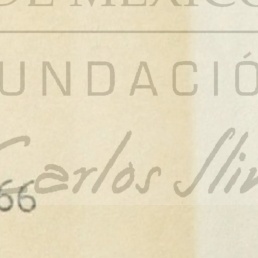 DE MÉXICO
UNDACIÓ
Carlos Slim
66